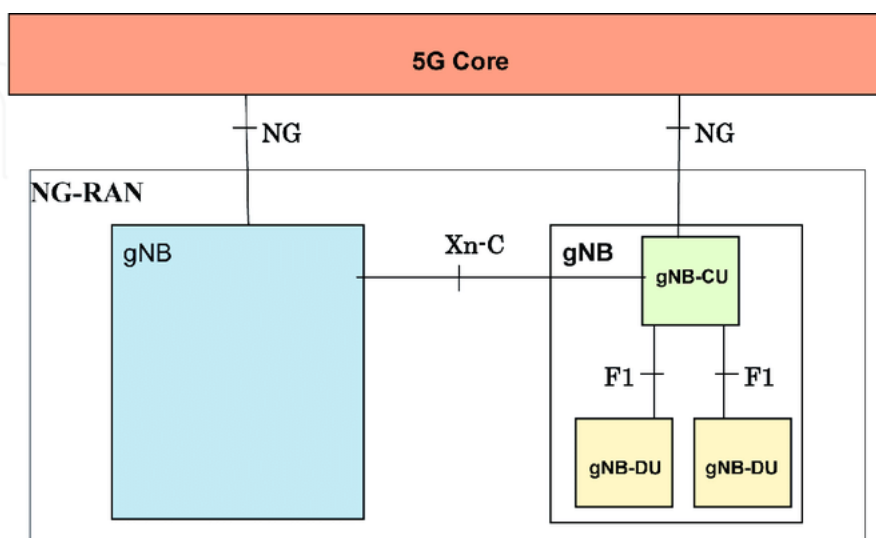 5G Core
NG
NG
NG-RAN
gNB
Xn-C
gNB
gNB-CU
F1
F1
gNB-DU
gNB-DU